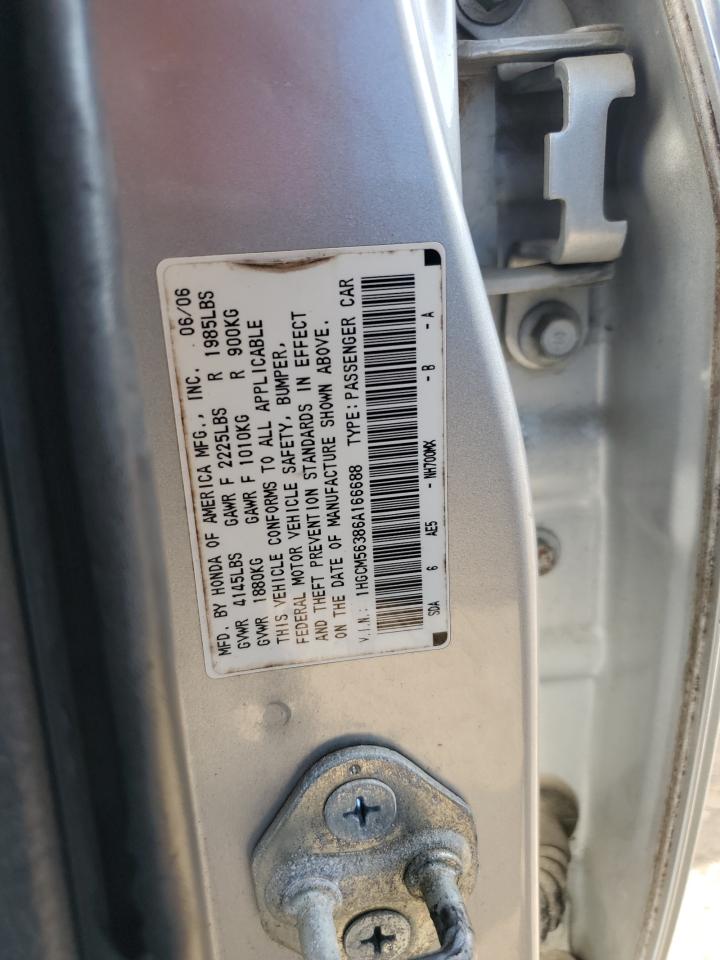 MFD. BY HONDA OF AMERICA MFG., INC. 06/06
GVWR 4145LBS GAWR F 2225LBS R 1985LBS
GVWR 1880KG GAWR F 1010KG R 900KG
THIS VEHICLE CONFORMS TO ALL APPLICABLE
FEDERAL MOTOR VEHICLE SAFETY, BUMPER,
AND THEFT PREVENTION STANDARDS IN EFFECT
ON THE DATE OF MANUFACTURE SHOWN ABOVE.
V.I.N.: 1HGCM56386A166688 TYPE: PASSENGER CAR
SDA 6 AE5 - NH700MX - B - A